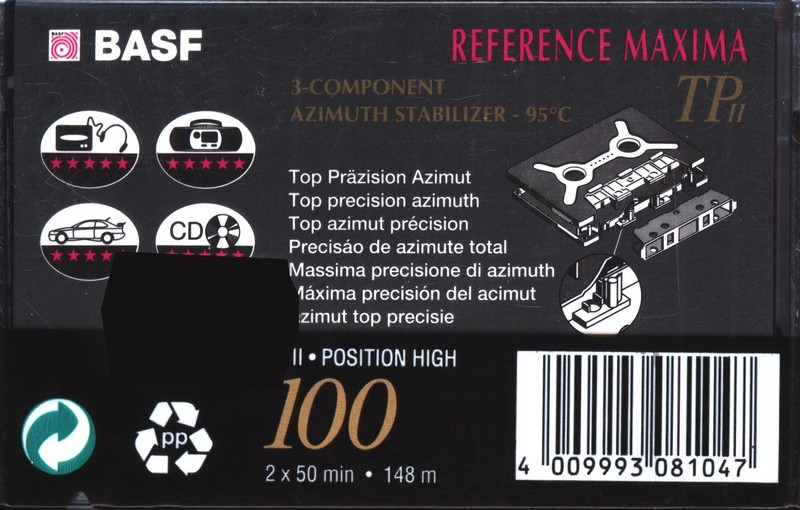 BASF
REFERENCE MAXIMA
TPII
3-COMPONENT
AZIMUTH STABILIZER - 95°C
Top Präzision Azimut
Top precision azimuth
Top azimut précision
Precisáo de azimute total
Massima precisione di azimuth
Máxima precisión del acimut
azimut top precisie
CD
II • POSITION HIGH
100
2 x 50 min • 148 m
pp
4 009993 081047